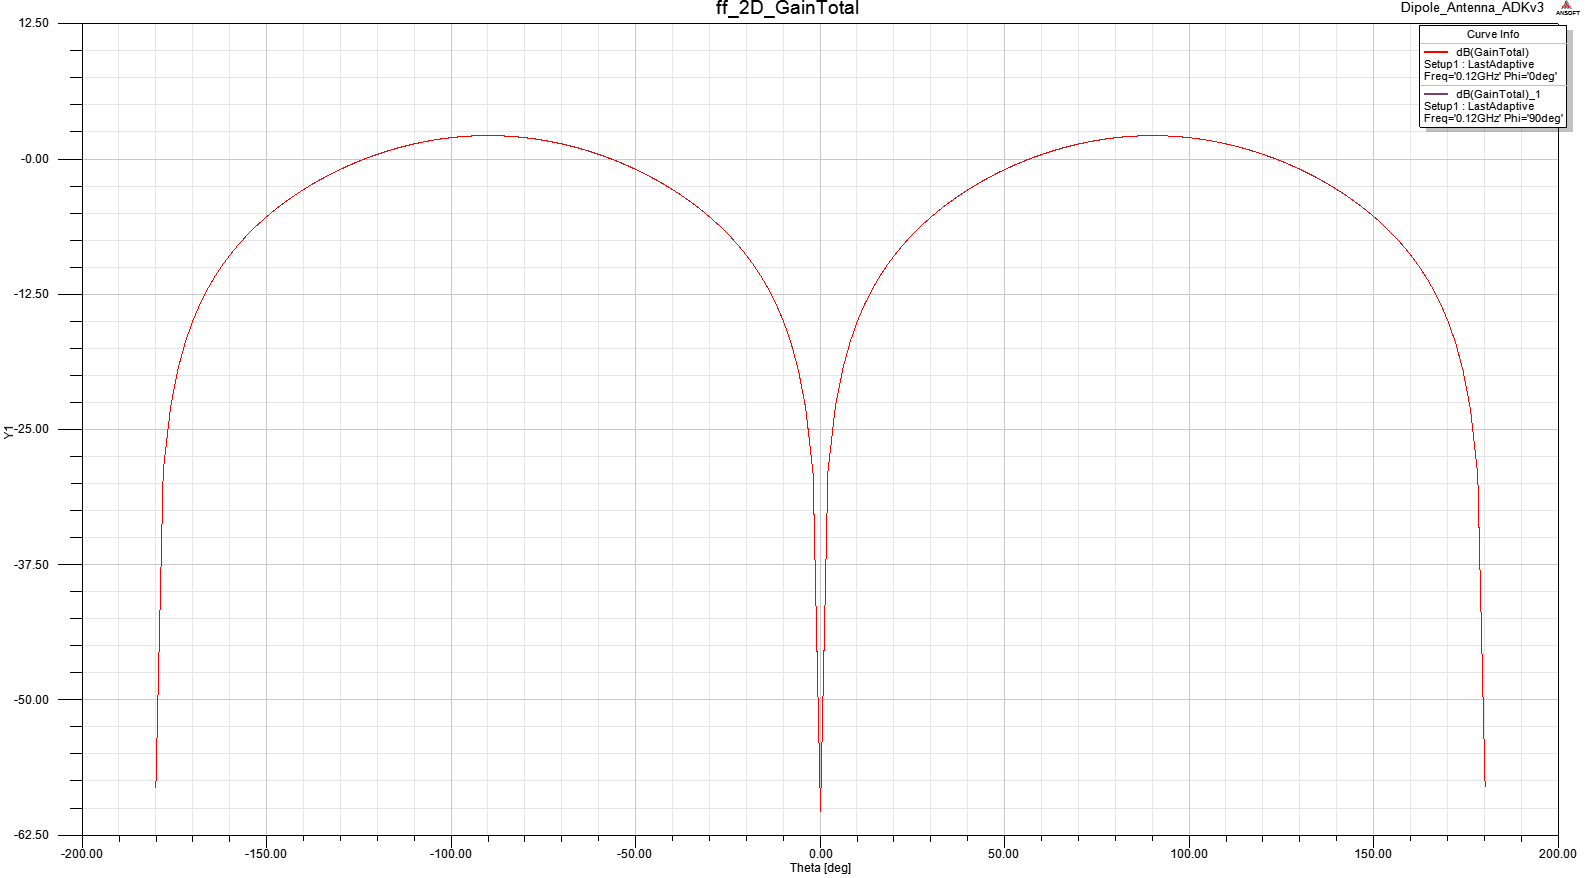 ff_2D_GainTotal
Dipole_Antenna_ADKv3
ANSOFT
Curve Info
dB(GainTotal)
Setup1 : LastAdaptive
Freq='0.12GHz' Phi='0deg'
dB(GainTotal)_1
Setup1 : LastAdaptive
Freq='0.12GHz' Phi='90deg'
12.50
-0.00
-12.50
-25.00
-37.50
-50.00
-62.50
Y1
-200.00 -150.00 -100.00 -50.00 0.00 50.00 100.00 150.00 200.00
Theta [deg]